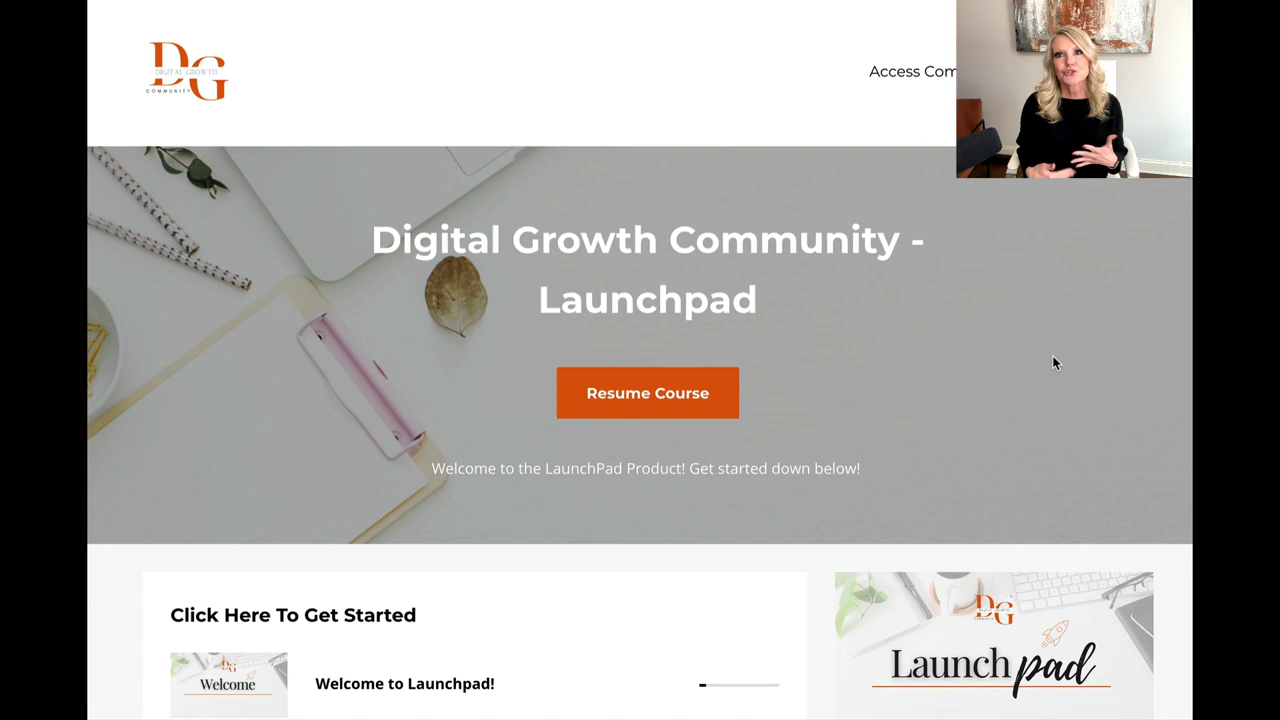 DG
DIGITAL GROWTH
COMMUNITY
Access Com
Digital Growth Community -
Launchpad
Resume Course
Welcome to the LaunchPad Product! Get started down below!
Click Here To Get Started
DG
Welcome
Welcome to Launchpad!
DG
Launch pad